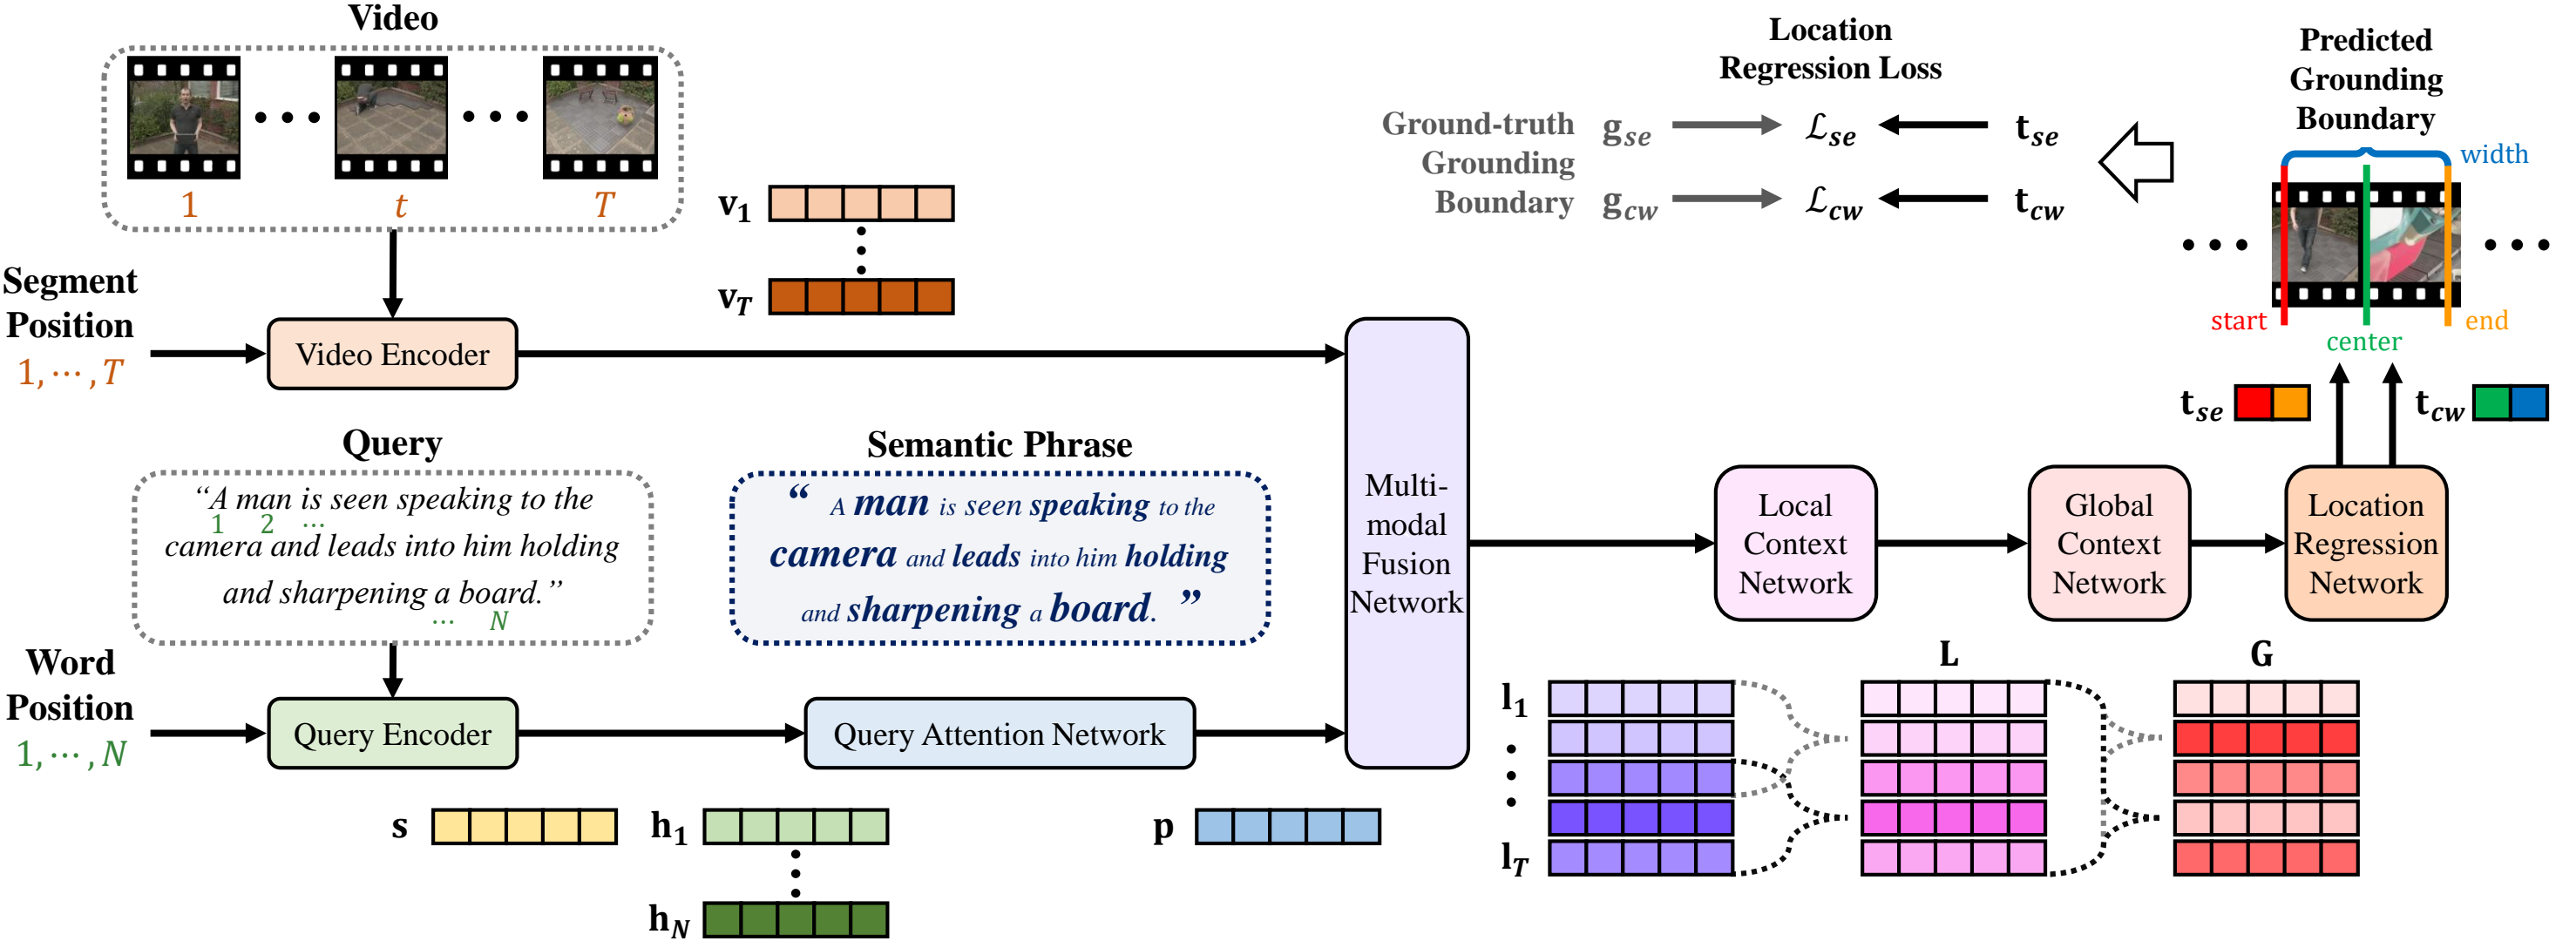 Video
1
t
T
Segment
Position
1, ⋯ , T
Video Encoder
v1
vT
Query
“A man is seen speaking to the
1 2 ⋯
camera and leads into him holding
and sharpening a board.”
⋯ N
Word
Position
1, ⋯ , N
Query Encoder
s
h1
hN
Semantic Phrase
“ A man is seen speaking to the
camera and leads into him holding
and sharpening a board. ”
Query Attention Network
p
Multi-
modal
Fusion
Network
Local
Context
Network
Global
Context
Network
Location
Regression
Network
l1
lT
L
G
Location
Regression Loss
Ground-truth
Grounding
Boundary
gse
ℒse
tse
gcw
ℒcw
tcw
Predicted
Grounding
Boundary
width
start
end
center
tse
tcw